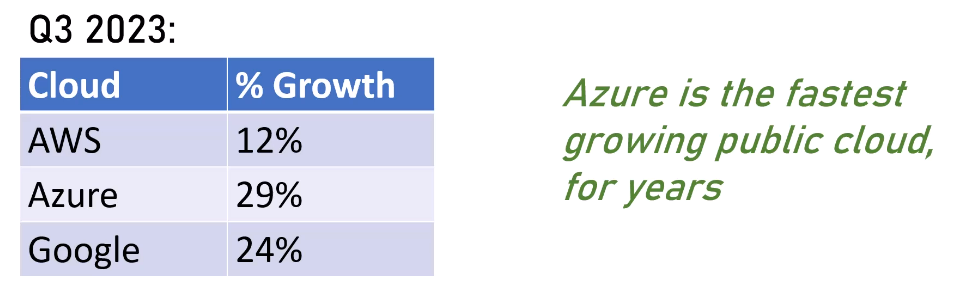 Q3 2023:
Cloud % Growth
AWS 12%
Azure 29%
Google 24%
Azure is the fastest
growing public cloud,
for years